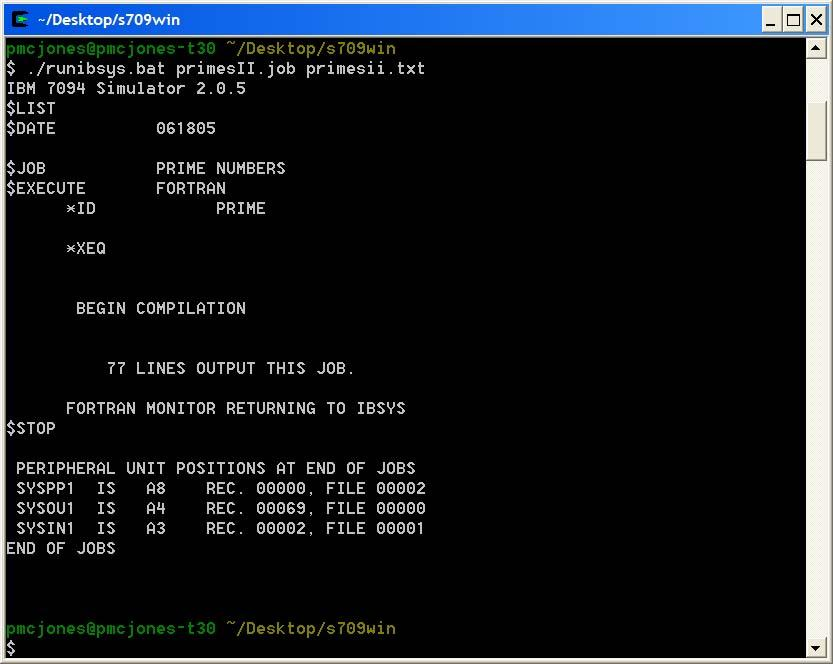 ~/Desktop/s709win
pmcjones@pmcjones-t30 ~/Desktop/s709win
$ ./runibsys.bat primesII.job primesii.txt
IBM 7094 Simulator 2.0.5
$LIST
$DATE          061805
$JOB           PRIME NUMBERS
$EXECUTE       FORTRAN
      *ID            PRIME
      *XEQ
       BEGIN COMPILATION
          77 LINES OUTPUT THIS JOB.
      FORTRAN MONITOR RETURNING TO IBSYS
$STOP
 PERIPHERAL UNIT POSITIONS AT END OF JOBS
 SYSPP1  IS   A8    REC. 00000, FILE 00002
 SYSOU1  IS   A4    REC. 00069, FILE 00000
 SYSIN1  IS   A3    REC. 00002, FILE 00001
END OF JOBS
pmcjones@pmcjones-t30 ~/Desktop/s709win
$